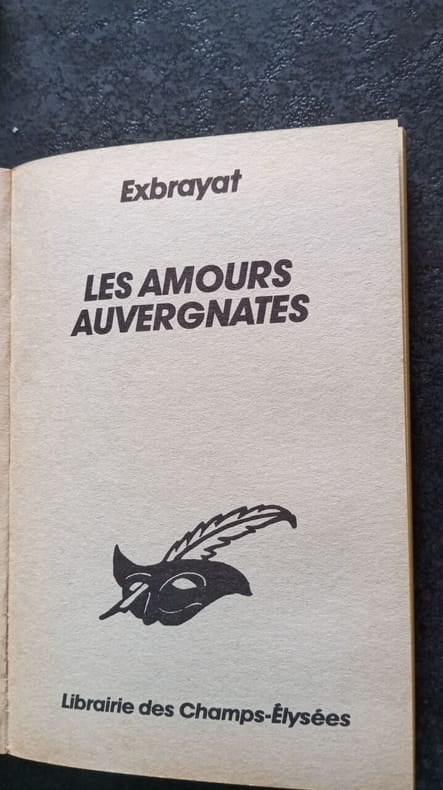 Exbrayat
LES AMOURS
AUVERGNATES
Librairie des Champs-Élysées